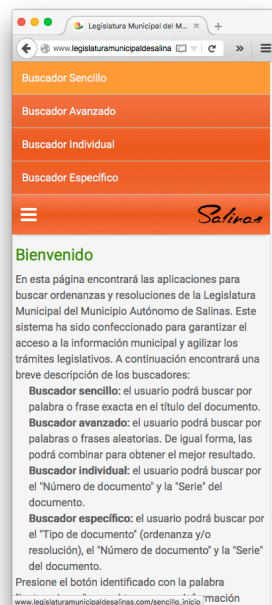 Legislatura Municipal del M...
www.legislaturamunicipaldesalina
Buscador Sencillo
Buscador Avanzado
Buscador Individual
Buscador Específico
Salinas
Bienvenido
En esta página encontrará las aplicaciones para
buscar ordenanzas y resoluciones de la Legislatura
Municipal del Municipio Autónomo de Salinas. Este
sistema ha sido confeccionado para garantizar el
acceso a la información municipal y agilizar los
trámites legislativos. A continuación encontrará una
breve descripción de los buscadores:
Buscador sencillo: el usuario podrá buscar por
palabra o frase exacta en el título del documento.
Buscador avanzado: el usuario podrá buscar por
palabras o frases aleatorias. De igual forma, las
podrá combinar para obtener el mejor resultado.
Buscador individual: el usuario podrá buscar por
el "Número de documento" y la "Serie" del
documento.
Buscador específico: el usuario podrá buscar por
el "Tipo de documento" (ordenanza y/o
resolución), el "Número de documento" y la "Serie"
del documento.
Presione el botón identificado con la palabra
www.legislaturamunicipaldesalinas.com/sencillo_inicio